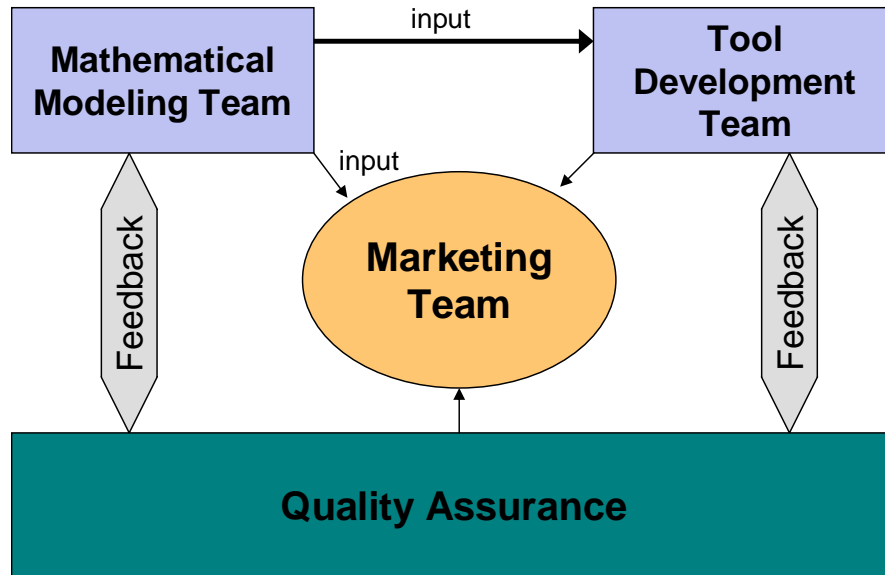 input
Mathematical
Modeling Team
Tool
Development
Team
input
Marketing
Team
Feedback
Feedback
Quality Assurance